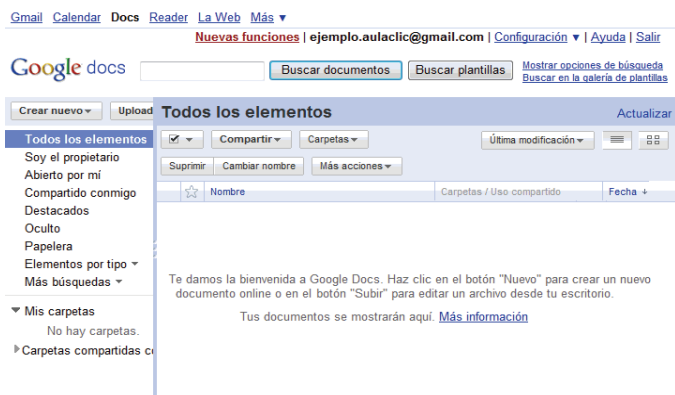 Gmail Calendar Docs Reader La Web Más ▼
Nuevas funciones | ejemplo.aulaclic@gmail.com | Configuración ▼ | Ayuda | Salir
Google docs Buscar documentos Buscar plantillas Mostrar opciones de búsqueda
Buscar en la galería de plantillas
Crear nuevo Upload
Todos los elementos Actualizar
Todos los elementos
Soy el propietario
Abierto por mí
Compartido conmigo
Destacados
Oculto
Papelera
Elementos por tipo
Más búsquedas
Mis carpetas
No hay carpetas.
Carpetas compartidas c
Compartir Carpetas Última modificación
Suprimir Cambiar nombre Más acciones
Nombre Carpetas / Uso compartido Fecha ↓
Te damos la bienvenida a Google Docs. Haz clic en el botón "Nuevo" para crear un nuevo
documento online o en el botón "Subir" para editar un archivo desde tu escritorio.
Tus documentos se mostrarán aquí. Más información